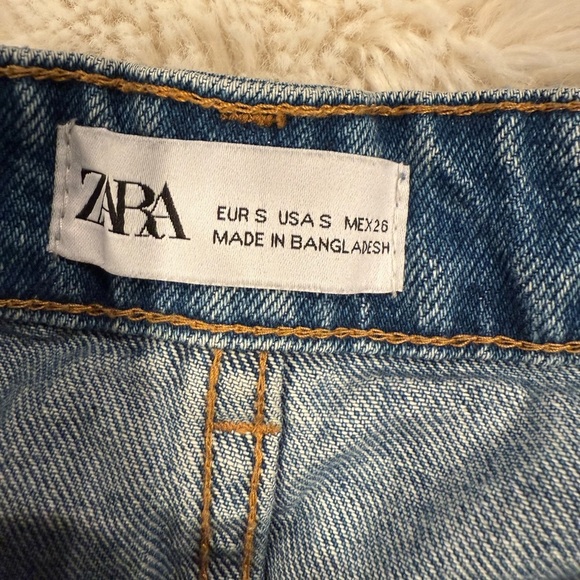 ZARA
EUR S USA S MEX 26
MADE IN BANGLADESH